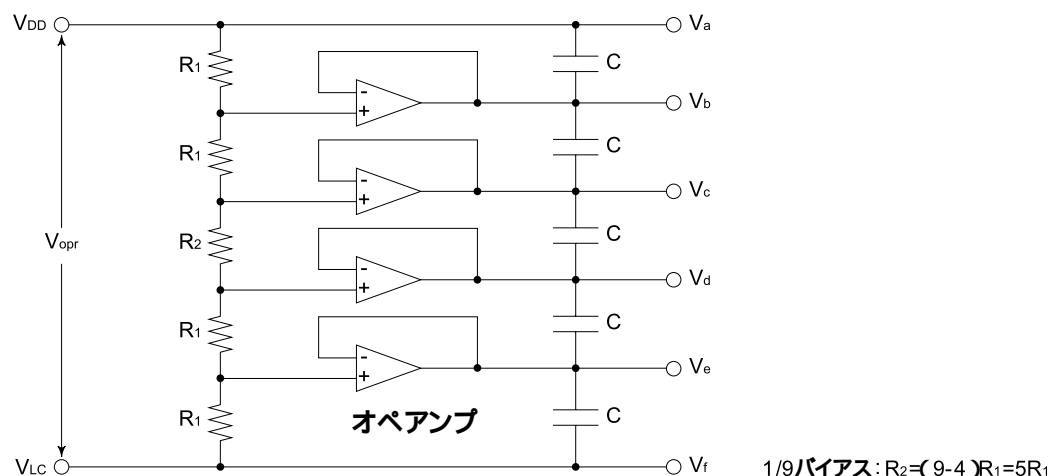 VDD
Va
R1
C
-
+
Vb
R1
C
-
+
Vc
Vopr
R2
C
-
+
Vd
R1
C
-
+
Ve
R1
オペアンプ
C
VLC
Vf
1/9バイアス:R2=(9-4)R1=5R1